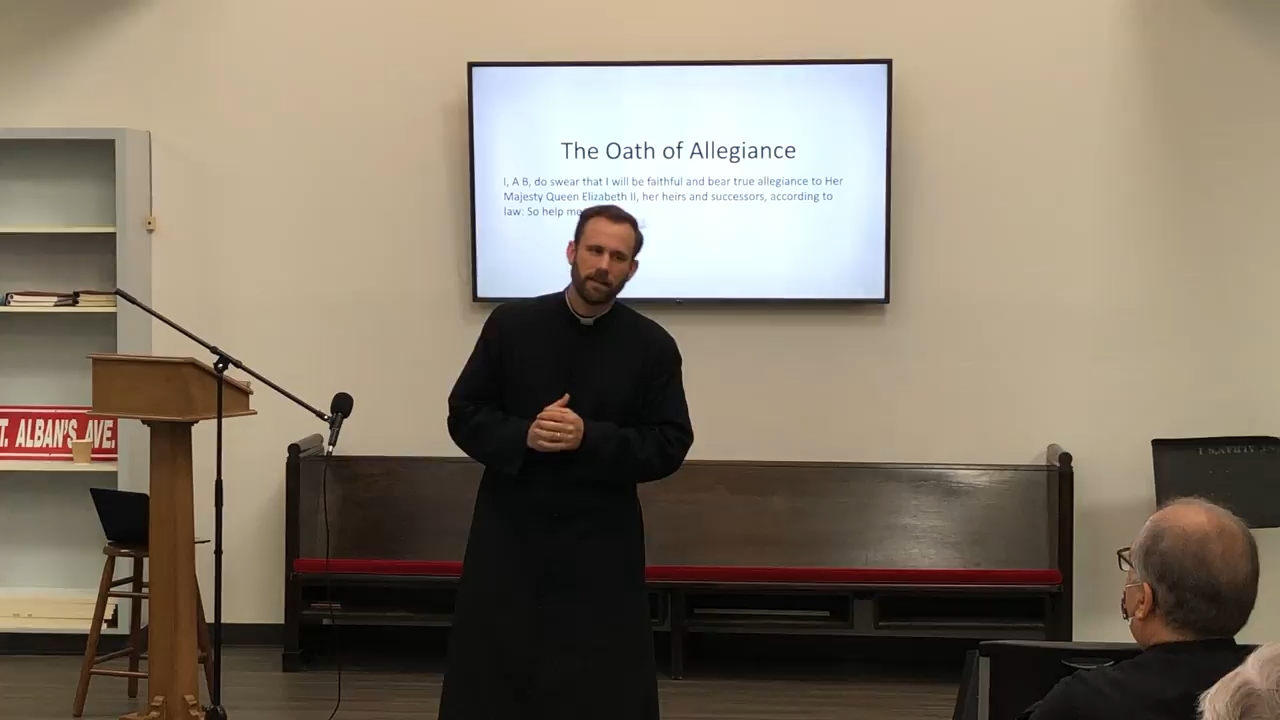 The Oath of Allegiance
I, A B, do swear that I will be faithful and bear true allegiance to Her
Majesty Queen Elizabeth II, her heirs and successors, according to
law: So help me
T. ALBAN'S AVE.